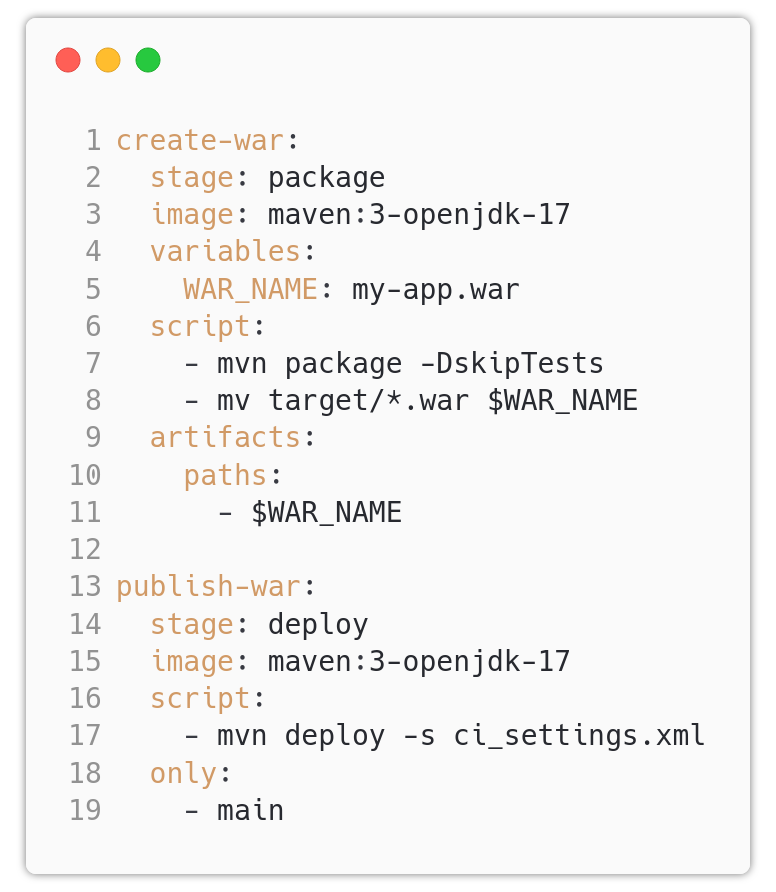 1 create-war:
2   stage: package
3   image: maven:3-openjdk-17
4   variables:
5     WAR_NAME: my-app.war
6   script:
7     - mvn package -DskipTests
8     - mv target/*.war $WAR_NAME
9   artifacts:
10     paths:
11       - $WAR_NAME
12
13 publish-war:
14   stage: deploy
15   image: maven:3-openjdk-17
16   script:
17     - mvn deploy -s ci_settings.xml
18   only:
19     - main